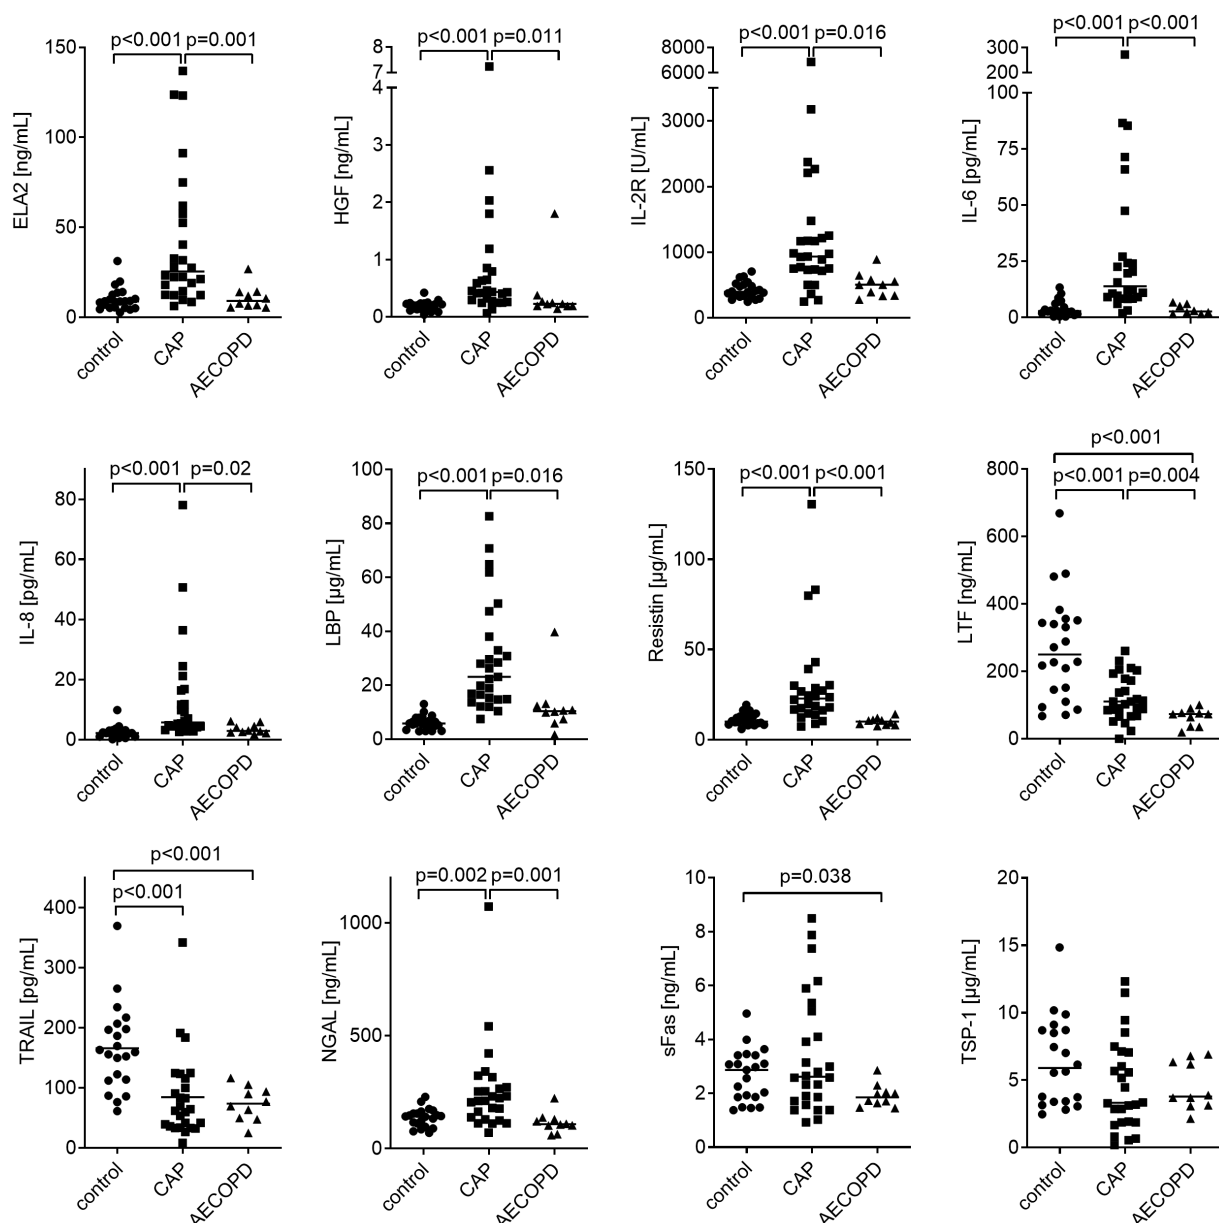 p<0.001 p=0.001
150
100
50
0
ELA2 [ng/mL]
control CAP AECOPD
p<0.001 p=0.011
8
7
4
3
2
1
0
HGF [ng/mL]
control CAP AECOPD
p<0.001 p=0.016
8000
6000
3000
2000
1000
0
IL-2R [U/mL]
control CAP AECOPD
p<0.001 p<0.001
300
200
100
75
50
25
0
IL-6 [pg/mL]
control CAP AECOPD
p<0.001 p=0.02
80
60
40
20
0
IL-8 [pg/mL]
control CAP AECOPD
p<0.001 p=0.016
100
80
60
40
20
0
LBP [µg/mL]
control CAP AECOPD
p<0.001 p<0.001
150
100
50
0
Resistin [µg/mL]
control CAP AECOPD
p<0.001
p<0.001 p=0.004
800
600
400
200
0
LTF [ng/mL]
control CAP AECOPD
p<0.001
p<0.001
400
300
200
100
0
TRAIL [pg/mL]
control CAP AECOPD
p=0.002 p=0.001
1000
500
0
NGAL [ng/mL]
control CAP AECOPD
p=0.038
10
8
6
4
2
0
sFas [ng/mL]
control CAP AECOPD
20
15
10
5
0
TSP-1 [µg/mL]
control CAP AECOPD